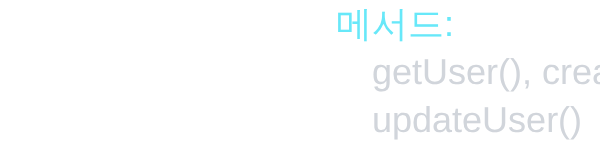 메서드:
getUser(), crea
updateUser()